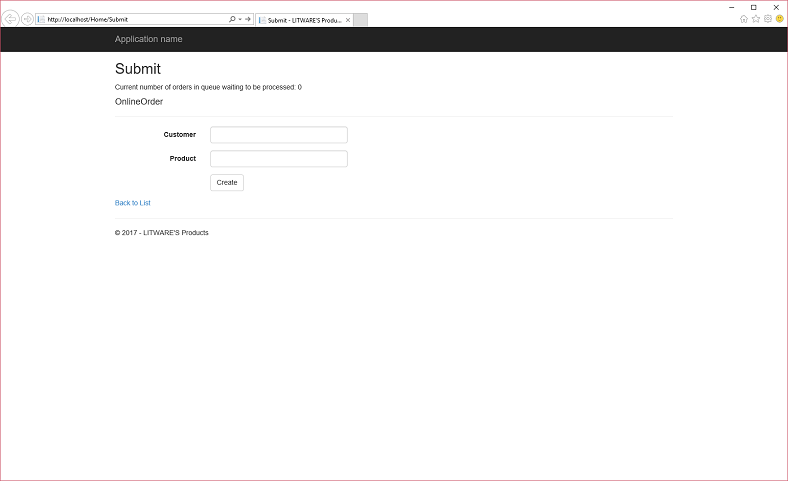 http://localhost/Home/Submit
Submit - LITWARE'S Produ...
Application name
Submit
Current number of orders in queue waiting to be processed: 0
OnlineOrder
Customer
Product
Create
Back to List
© 2017 - LITWARE'S Products